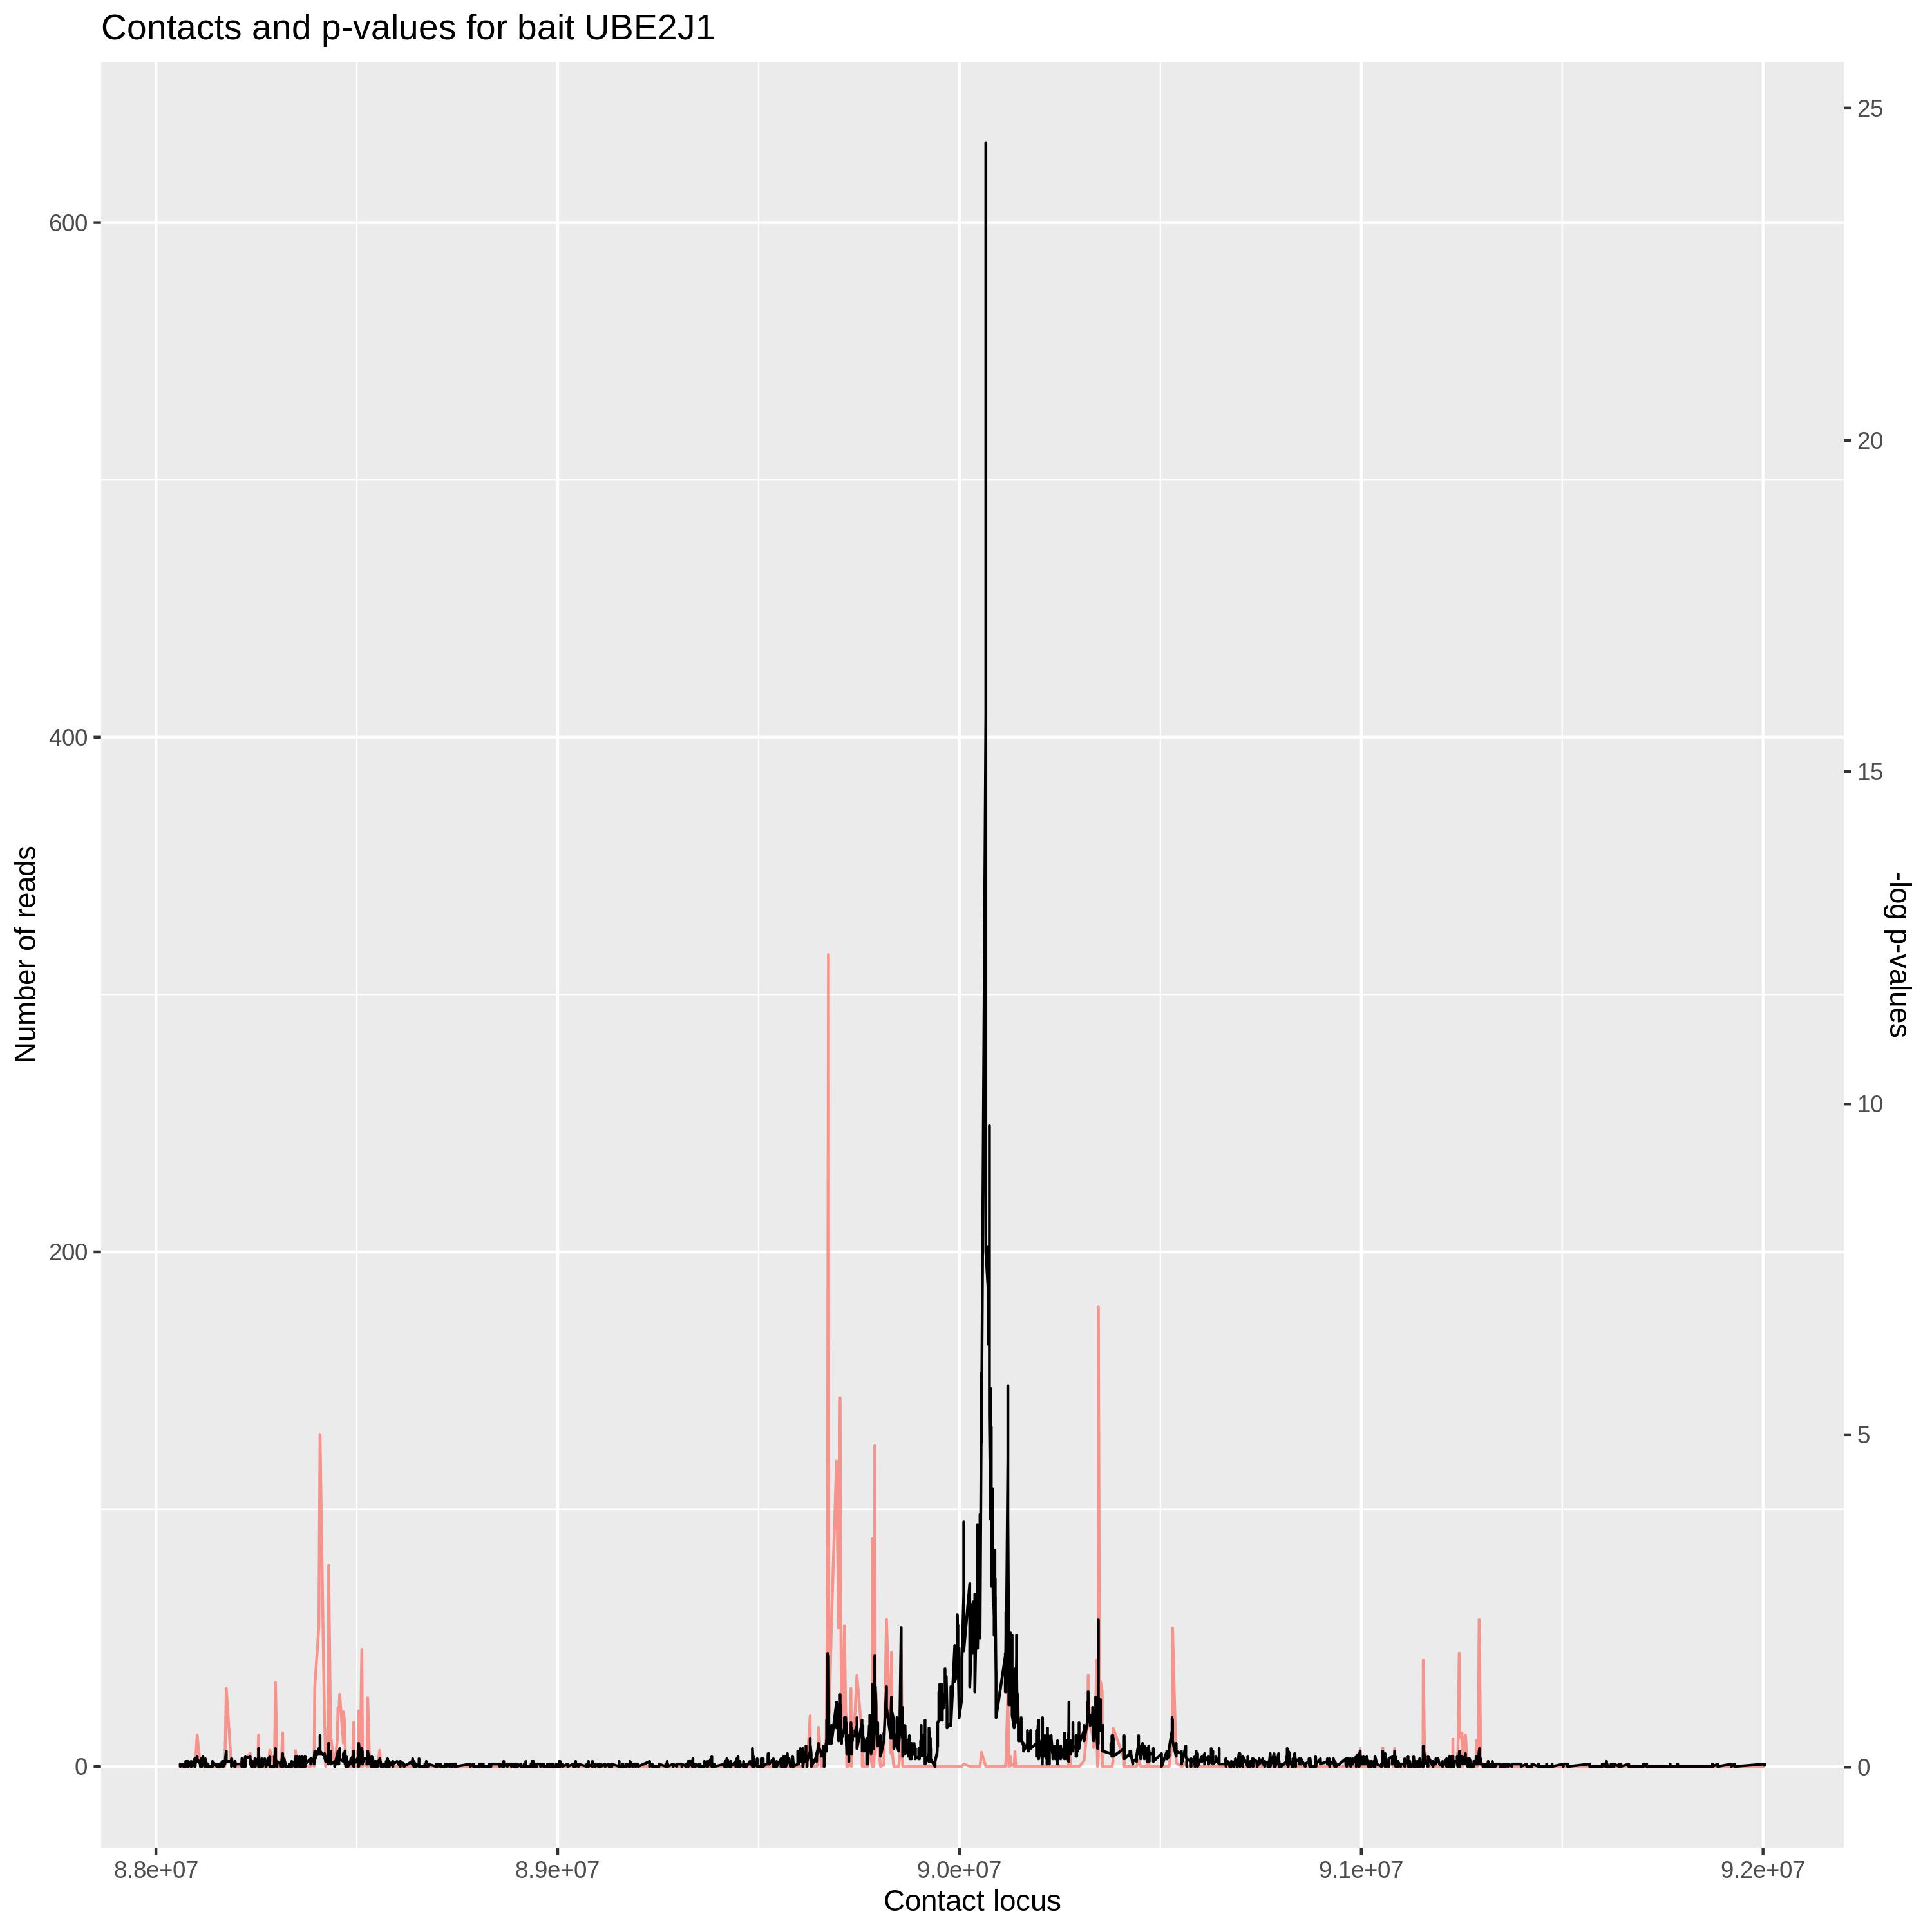 Contacts and p-values for bait UBE2J1
600
400
200
0
Number of reads
25
20
15
10
5
0
-log p-values
8.8e+07
8.9e+07
9.0e+07
9.1e+07
9.2e+07
Contact locus